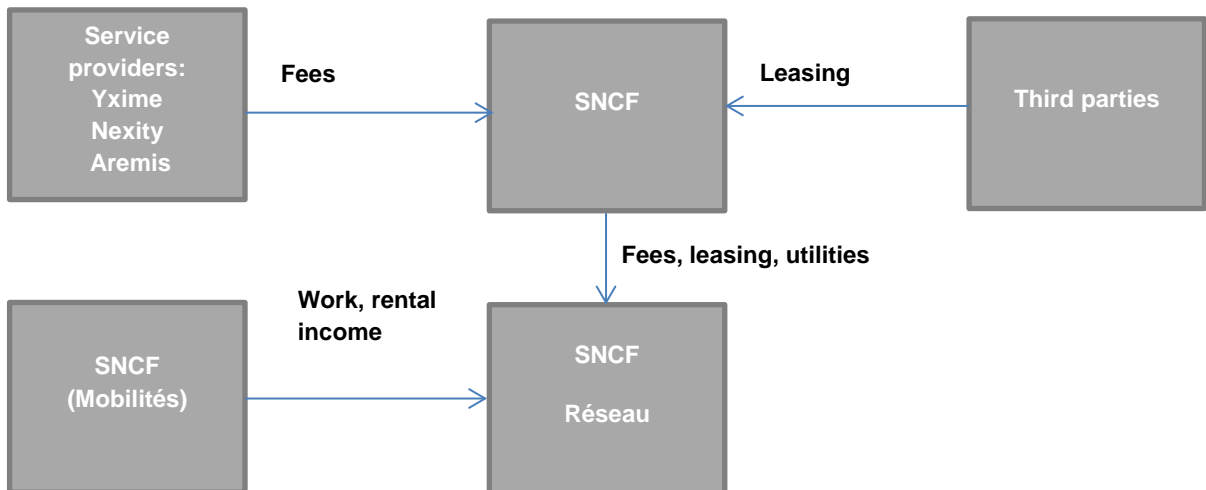 Service
providers:
Yxime
Nexity
Aremis
Fees
SNCF
Leasing
Third parties
Fees, leasing, utilities
SNCF
(Mobilités)
Work, rental
income
SNCF
Réseau